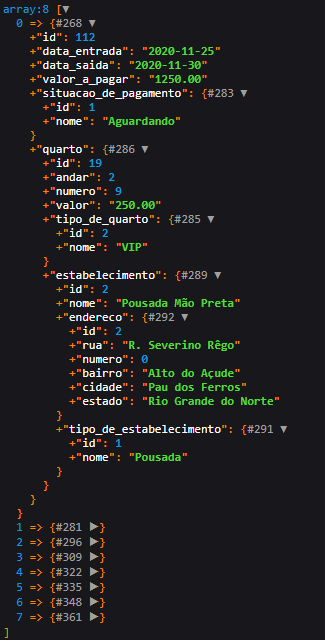 array:8 [▼
0 => {#268 ▼
+"id": 112
+"data_entrada": "2020-11-25"
+"data_saida": "2020-11-30"
+"valor_a_pagar": "1250.00"
+"situacao_de_pagamento": {#283 ▼
+"id": 1
+"nome": "Aguardando"
}
+"quarto": {#286 ▼
+"id": 19
+"andar": 2
+"numero": 9
+"valor": "250.00"
+"tipo_de_quarto": {#285 ▼
+"id": 2
+"nome": "VIP"
}
+"estabelecimento": {#289 ▼
+"id": 2
+"nome": "Pousada Mão Preta"
+"endereco": {#292 ▼
+"id": 2
+"rua": "R. Severino Rêgo"
+"numero": 0
+"bairro": "Alto do Açude"
+"cidade": "Pau dos Ferros"
+"estado": "Rio Grande do Norte"
}
+"tipo_de_estabelecimento": {#291 ▼
+"id": 1
+"nome": "Pousada"
}
}
}
}
1 => {#281 ▶}
2 => {#296 ▶}
3 => {#309 ▶}
4 => {#322 ▶}
5 => {#335 ▶}
6 => {#348 ▶}
7 => {#361 ▶}
]